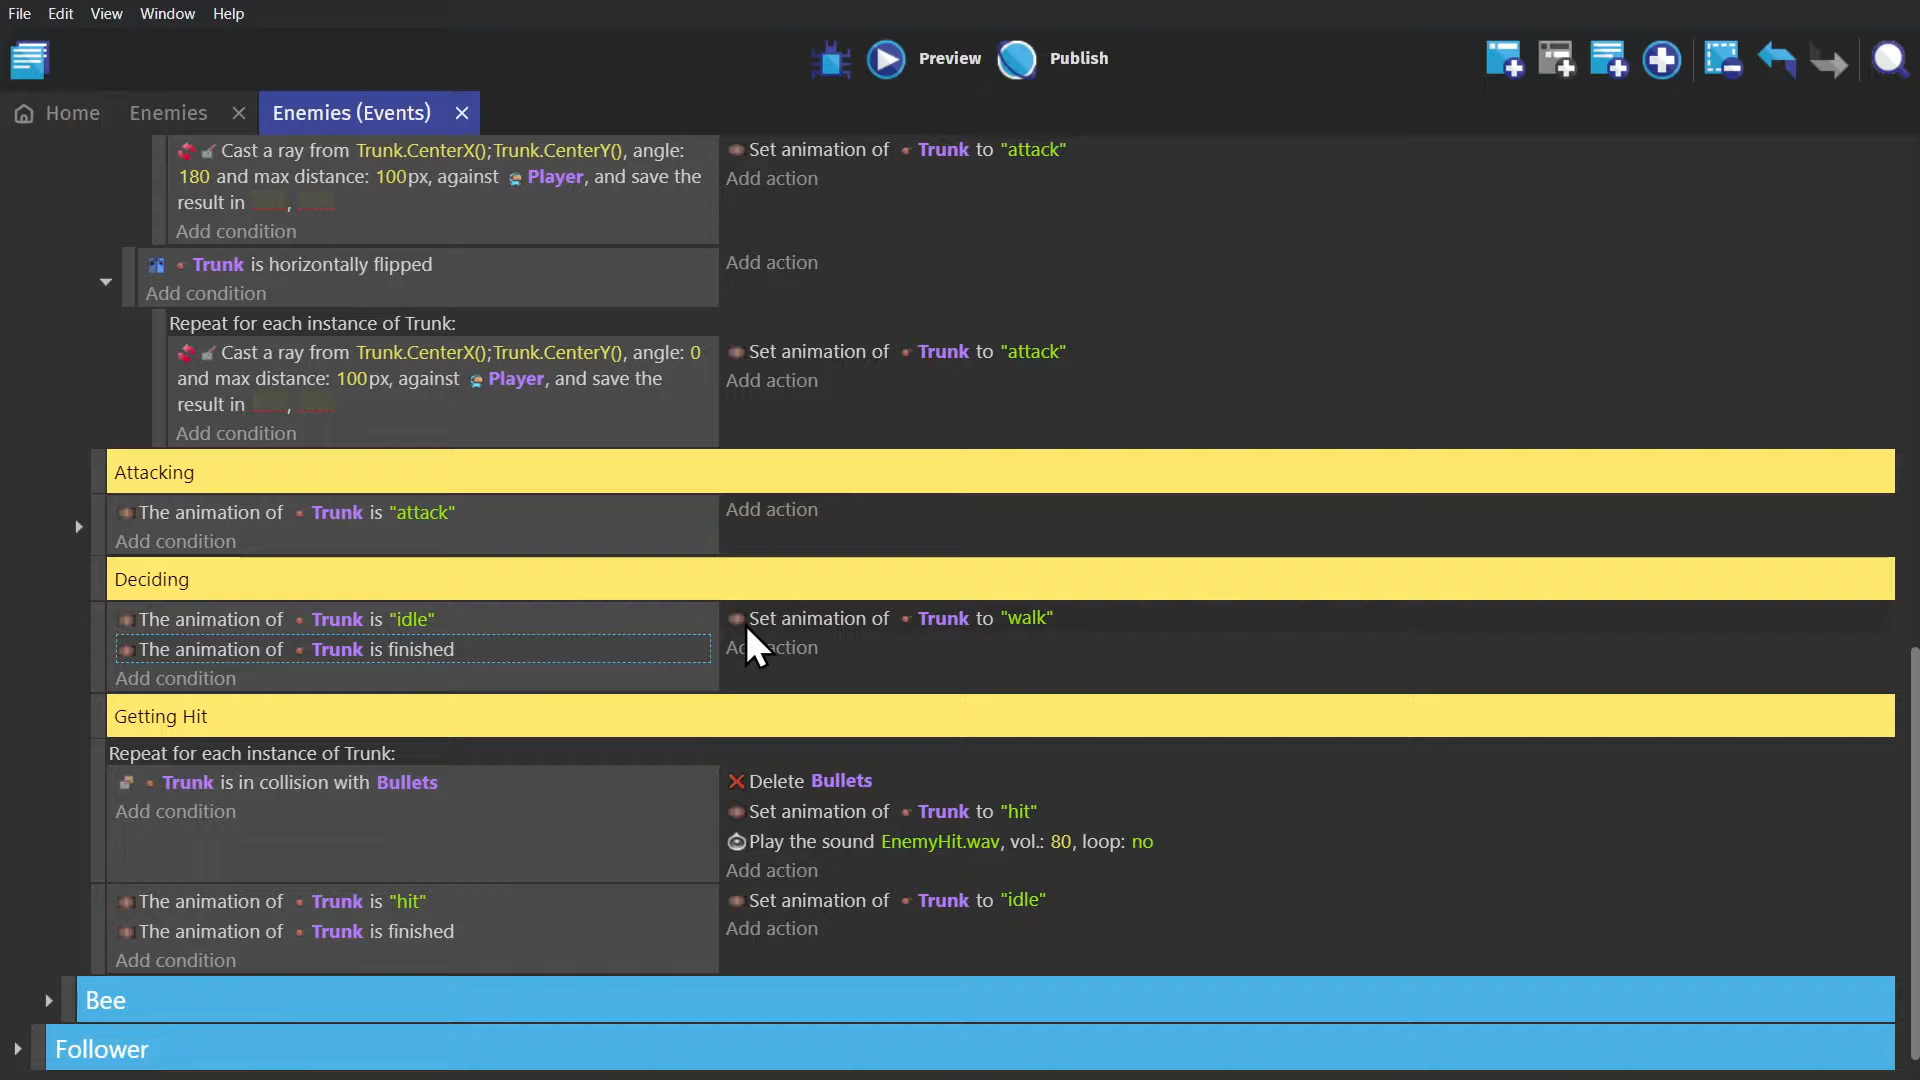 File Edit View Window Help
Preview Publish
Home Enemies Enemies (Events)
Cast a ray from Trunk.CenterX();Trunk.CenterY(), angle:
180 and max distance: 100px, against Player, and save the
result in , 
Add condition
Set animation of Trunk to "attack"
Add action
Trunk is horizontally flipped
Add condition
Add action
Repeat for each instance of Trunk:
Cast a ray from Trunk.CenterX();Trunk.CenterY(), angle: 0
and max distance: 100px, against Player, and save the
result in , 
Add condition
Set animation of Trunk to "attack"
Add action
Attacking
The animation of Trunk is "attack"
Add condition
Add action
Deciding
The animation of Trunk is "idle"
The animation of Trunk is finished
Add condition
Set animation of Trunk to "walk"
Add action
Getting Hit
Repeat for each instance of Trunk:
Trunk is in collision with Bullets
Add condition
Delete Bullets
Set animation of Trunk to "hit"
Play the sound EnemyHit.wav, vol.: 80, loop: no
Add action
The animation of Trunk is "hit"
The animation of Trunk is finished
Add condition
Set animation of Trunk to "idle"
Add action
Bee
Follower